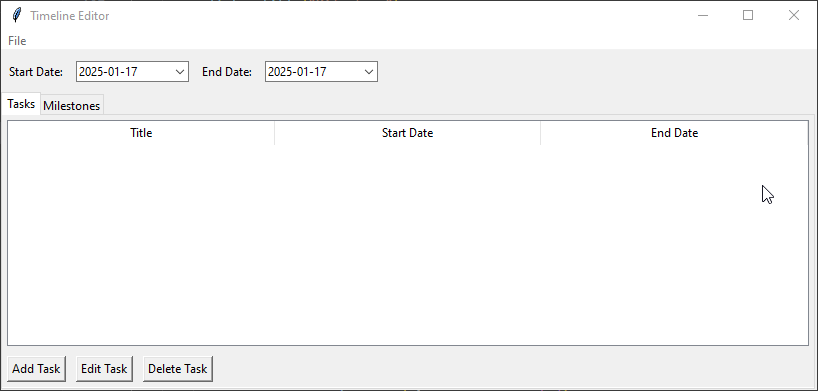 Timeline Editor
File
Start Date: 2025-01-17 End Date: 2025-01-17
Tasks Milestones
Title Start Date End Date
Add Task Edit Task Delete Task